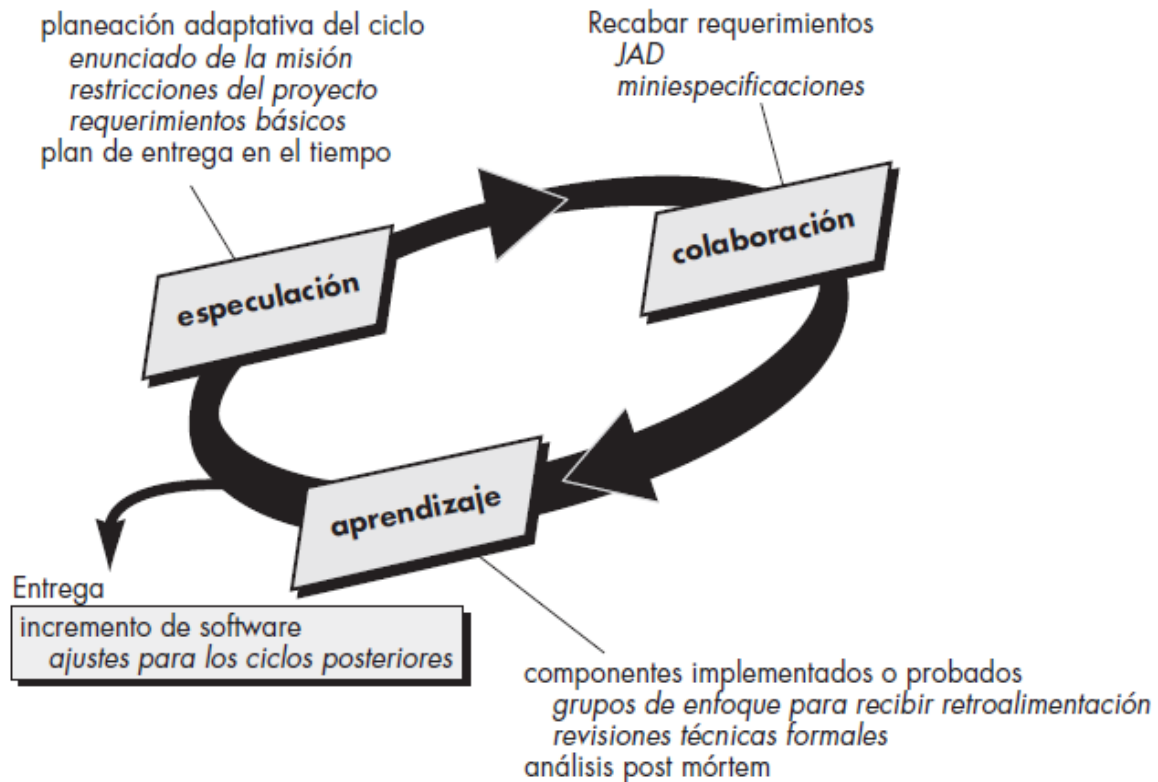 planeación adaptativa del ciclo
enunciado de la misión
restricciones del proyecto
requerimientos básicos
plan de entrega en el tiempo
Recabar requerimientos
JAD
miniespecificaciones
especulación
colaboración
aprendizaje
Entrega
incremento de software
ajustes para los ciclos posteriores
componentes implementados o probados
grupos de enfoque para recibir retroalimentación
revisiones técnicas formales
análisis post mórtem